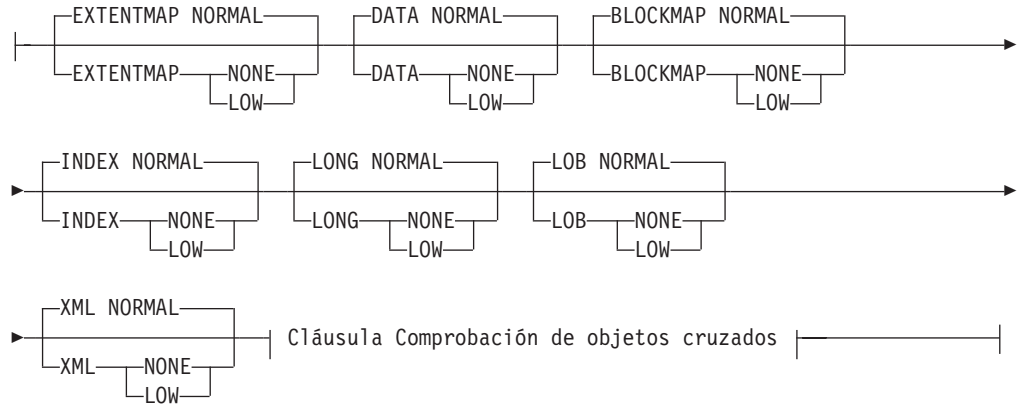 EXTENTMAP NORMAL DATA NORMAL BLOCKMAP NORMAL
EXTENTMAP NONE DATA NONE BLOCKMAP NONE
LOW LOW LOW
INDEX NORMAL LONG NORMAL LOB NORMAL
INDEX NONE LONG NONE LOB NONE
LOW LOW LOW
XML NORMAL
Cláusula Comprobación de objetos cruzados
XML NONE
LOW